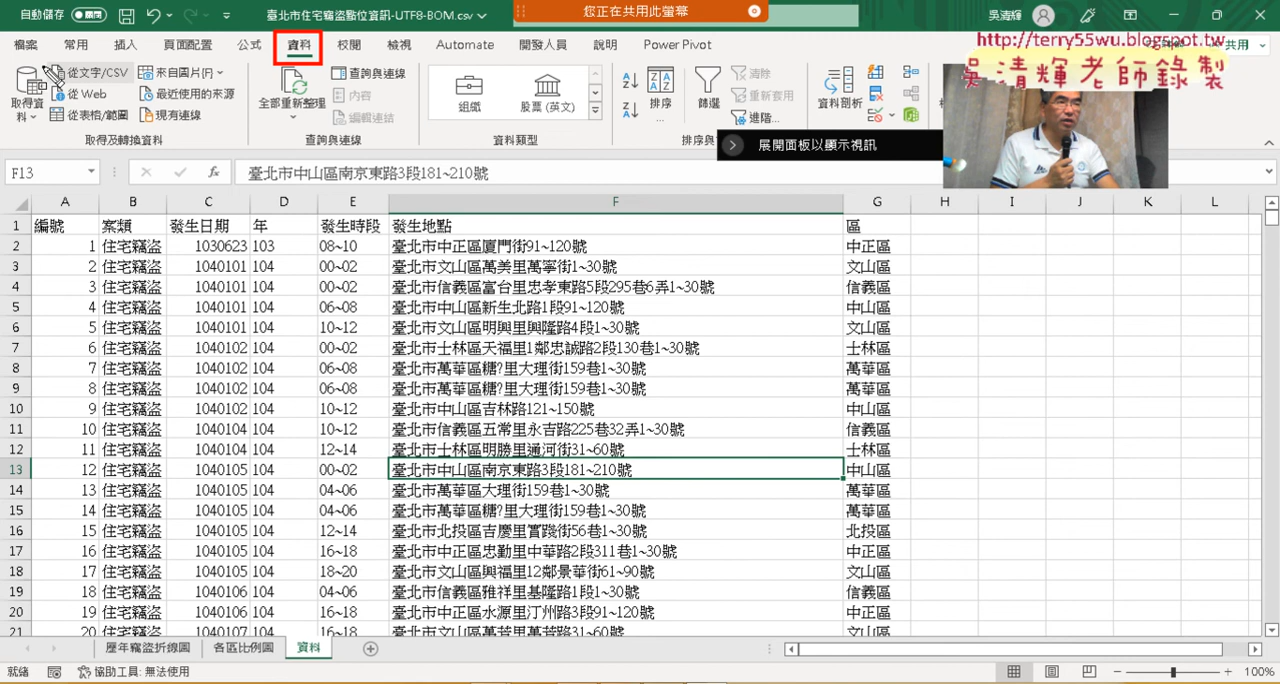 自動儲存 臺北市住宅竊盜點位資訊-UTF8-BOM.csv 您正在共用此螢幕 吳清輝
檔案 常用 插入 頁面配置 公式 資料 校閱 檢視 Automate 開發人員 說明 Power Pivot 共用
http://terry55wu.blogspot.tw
吳清輝老師錄製
從文字/CSV 來自圖片 查詢與連線 清除
取得資料 從 Web 最近使用的來源 全部重新整理 內容 組織 股票 (英文) 排序... 篩選 重新套用 資料剖析
從表格/範圍 現有連線 編輯連結 進階...
取得及轉換資料 查詢與連線 資料類型 排序與
展開面板以顯示視訊
F13 fx 臺北市中山區南京東路3段181~210號
A B C D E F G H I J K L
1 編號 案類 發生日期 年 發生時段 發生地點 區
2 1 住宅竊盜 1030623 103 08~10 臺北市中正區廈門街91~120號 中正區
3 2 住宅竊盜 1040101 104 00~02 臺北市文山區萬美里萬寧街1~30號 文山區
4 3 住宅竊盜 1040101 104 00~02 臺北市信義區富台里忠孝東路5段295巷6弄1~30號 信義區
5 4 住宅竊盜 1040101 104 06~08 臺北市中山區新生北路1段91~120號 中山區
6 5 住宅竊盜 1040101 104 10~12 臺北市文山區明興里興隆路4段1~30號 文山區
7 6 住宅竊盜 1040102 104 00~02 臺北市士林區天福里1鄰忠誠路2段130巷1~30號 士林區
8 7 住宅竊盜 1040102 104 06~08 臺北市萬華區糖?里大理街159巷1~30號 萬華區
9 8 住宅竊盜 1040102 104 06~08 臺北市萬華區糖?里大理街159巷1~30號 萬華區
10 9 住宅竊盜 1040102 104 10~12 臺北市中山區吉林路121~150號 中山區
11 10 住宅竊盜 1040104 104 10~12 臺北市信義區五常里永吉路225巷32弄1~30號 信義區
12 11 住宅竊盜 1040104 104 12~14 臺北市士林區明勝里通河街31~60號 士林區
13 12 住宅竊盜 1040105 104 00~02 臺北市中山區南京東路3段181~210號 中山區
14 13 住宅竊盜 1040105 104 04~06 臺北市萬華區大理街159巷1~30號 萬華區
15 14 住宅竊盜 1040105 104 04~06 臺北市萬華區糖?里大理街159巷1~30號 萬華區
16 15 住宅竊盜 1040105 104 12~14 臺北市北投區吉慶里實踐街56巷1~30號 北投區
17 16 住宅竊盜 1040105 104 16~18 臺北市中正區忠勤里中華路2段311巷1~30號 中正區
18 17 住宅竊盜 1040105 104 18~20 臺北市文山區興福里12鄰景華街61~90號 文山區
19 18 住宅竊盜 1040106 104 04~06 臺北市信義區雅祥里基隆路1段1~30號 信義區
20 19 住宅竊盜 1040106 104 16~18 臺北市中正區水源里汀州路3段91~120號 中正區
21 20 住宅竊盜 1040107 104 16~18 臺北市文山區萬芳里萬芳路31~60號 文山區
歷年竊盜折線圖 各區比例圖 資料
就緒 協助工具: 無法使用 100%